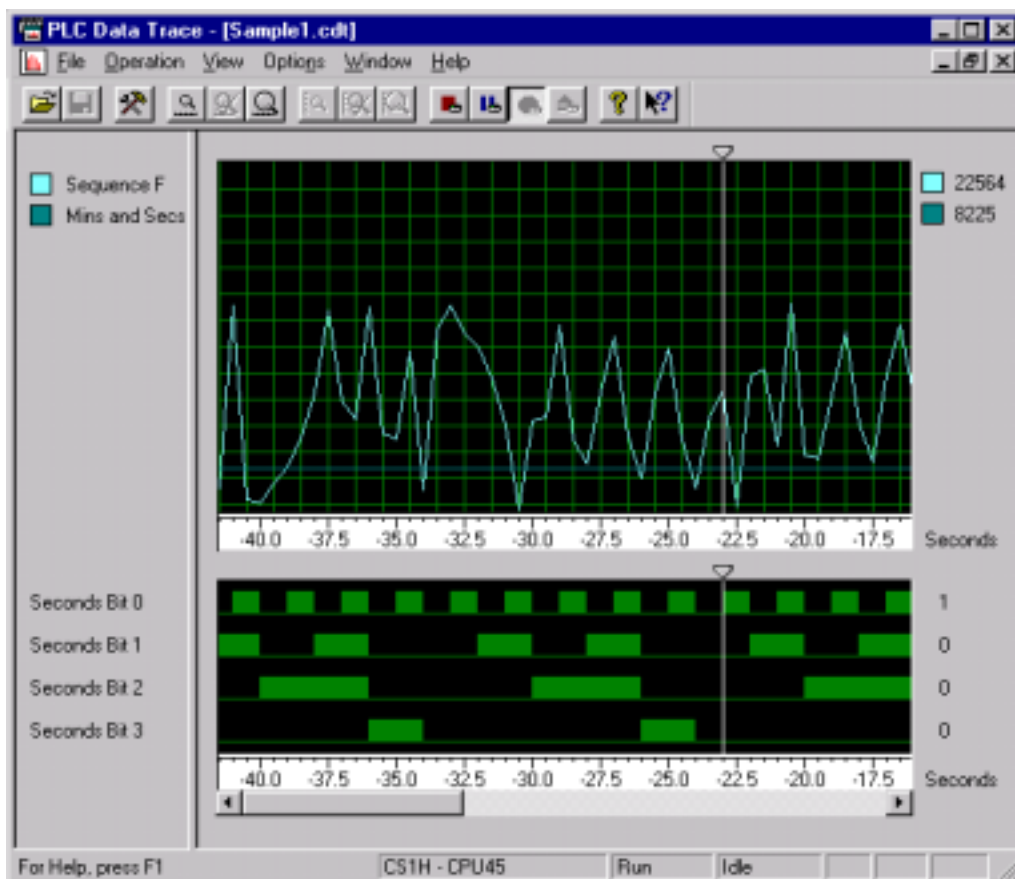 PLC Data Trace - [Sample1.cdt]
File Operation View Options Window Help
Sequence F 22564
Mins and Secs 8225
-40.0 -37.5 -35.0 -32.5 -30.0 -27.5 -25.0 -22.5 -20.0 -17.5 Seconds
Seconds Bit 0 1
Seconds Bit 1 0
Seconds Bit 2 0
Seconds Bit 3 0
-40.0 -37.5 -35.0 -32.5 -30.0 -27.5 -25.0 -22.5 -20.0 -17.5 Seconds
For Help, press F1 CS1H - CPU45 Run Idle